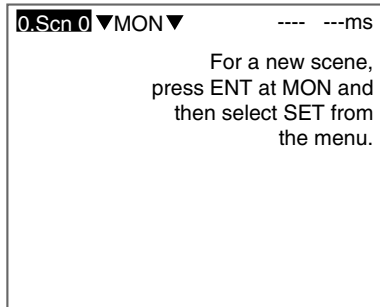 0.Scn 0 ▼MON▼ ---- ---ms
For a new scene,
press ENT at MON and
then select SET from
the menu.